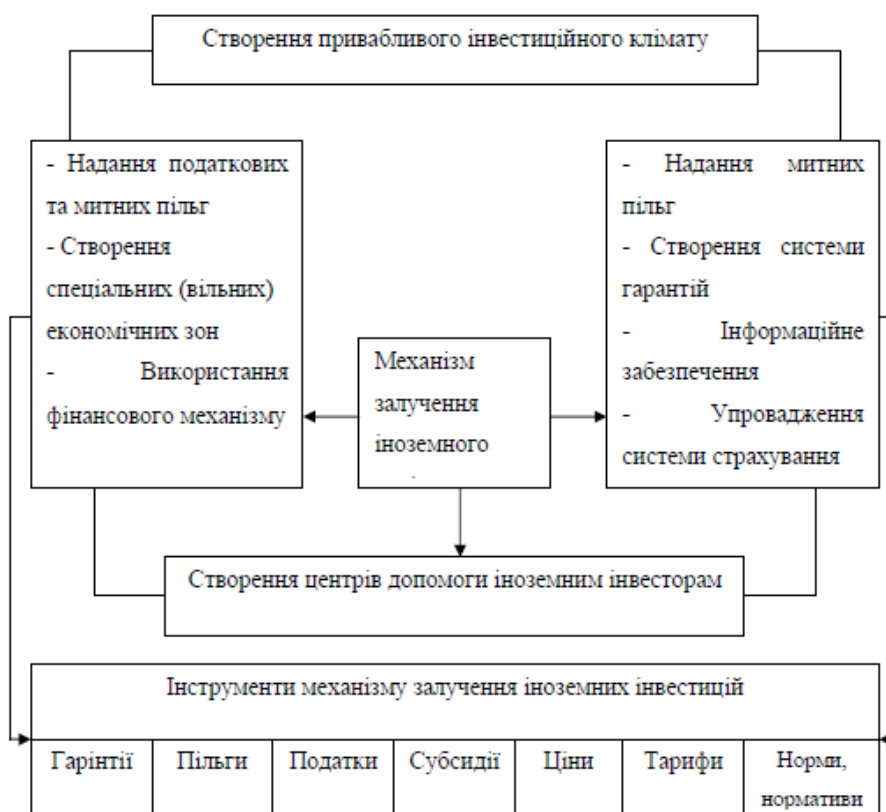 Створення привабливого інвестиційного клімату
- Надання податкових
та митних пільг
- Створення
спеціальних (вільних)
економічних зон
- Використання
фінансового механізму
Механізм
залучення
іноземного
- Надання митних
пільг
- Створення системи
гарантій
- Інформаційне
забезпечення
- Упровадження
системи страхування
Створення центрів допомоги іноземним інвесторам
Інструменти механізму залучення іноземних інвестицій
Гарінтії Пільги Податки Субсидії Ціни Тарифи Норми,
нормативи